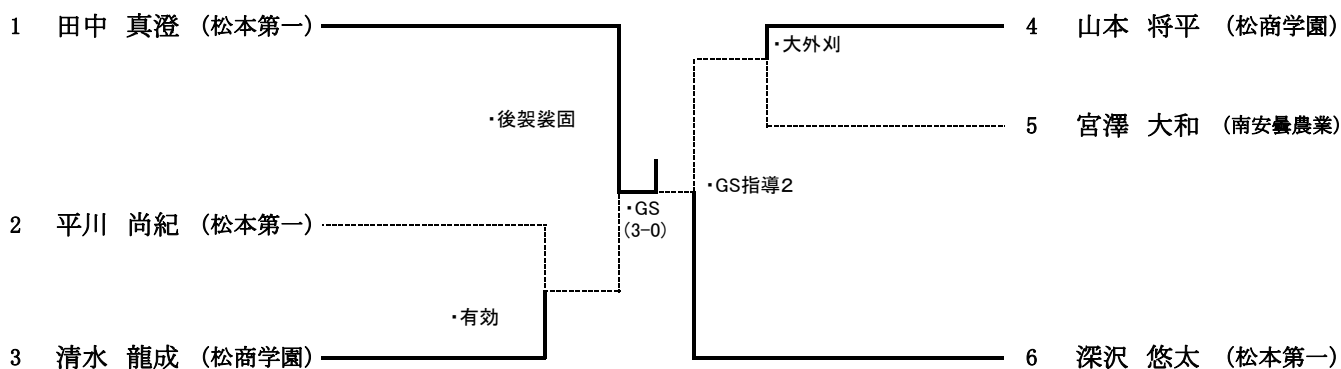 1 田中 真澄 (松本第一)
・後袈裟固
2 平川 尚紀 (松本第一)
・有効
3 清水 龍成 (松商学園)
・GS
(3-0)
4 山本 将平 (松商学園)
・大外刈
5 宮澤 大和 (南安曇農業)
・GS指導２
6 深沢 悠太 (松本第一)